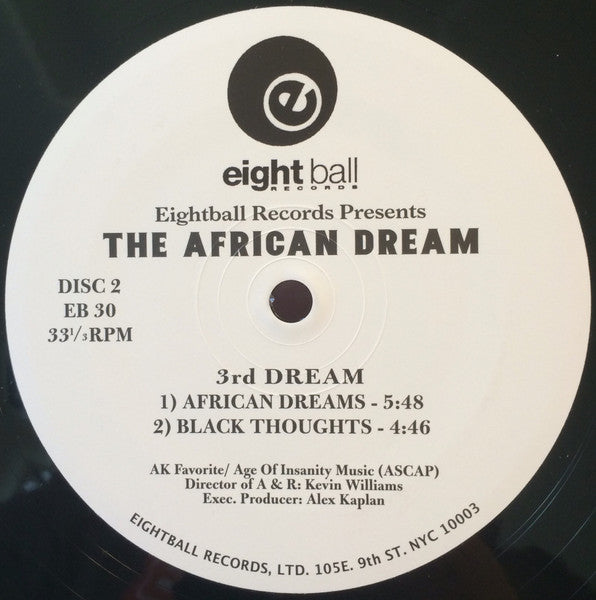 e
eight ball
RECORDS
Eightball Records Presents
THE AFRICAN DREAM
DISC 2
EB 30
33⅓ RPM
3rd DREAM
1) AFRICAN DREAMS - 5:48
2) BLACK THOUGHTS - 4:46
AK Favorite/ Age Of Insanity Music (ASCAP)
Director of A & R: Kevin Williams
Exec. Producer: Alex Kaplan
EIGHTBALL RECORDS, LTD. 105E. 9th ST. NYC 10003